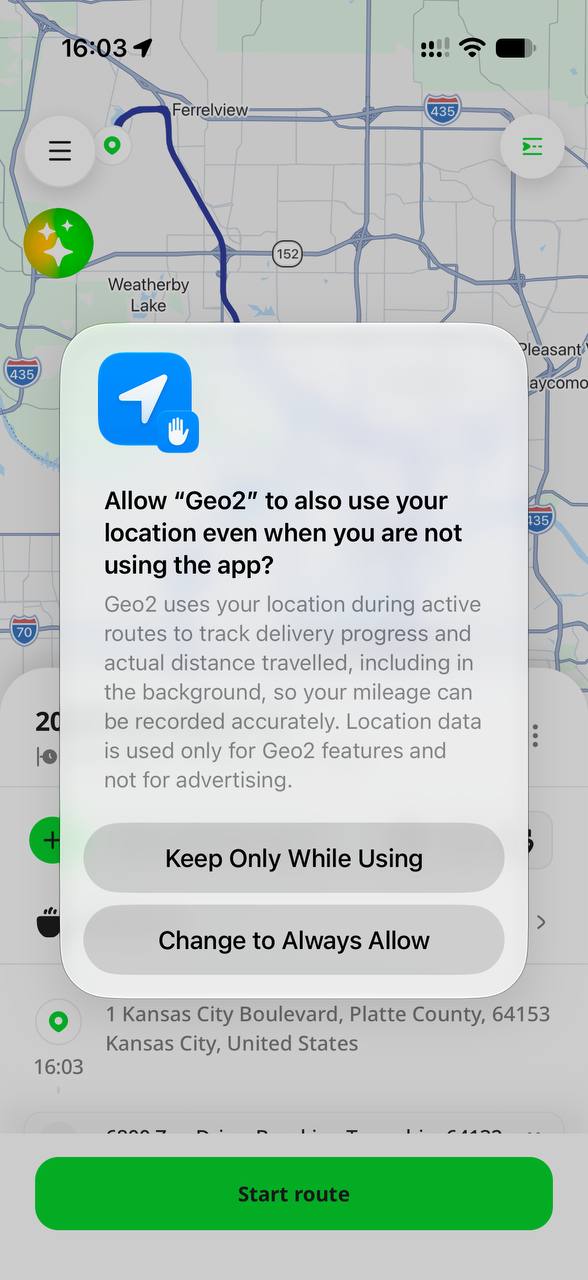 16:03
Ferrelview
435
152
Weatherby
Lake
435
Pleasant
435
70
Allow “Geo2” to also use your
location even when you are not
using the app?
Geo2 uses your location during active
routes to track delivery progress and
actual distance travelled, including in
the background, so your mileage can
be recorded accurately. Location data
is used only for Geo2 features and
not for advertising.
20
Keep Only While Using
Change to Always Allow
1 Kansas City Boulevard, Platte County, 64153
Kansas City, United States
16:03
Start route